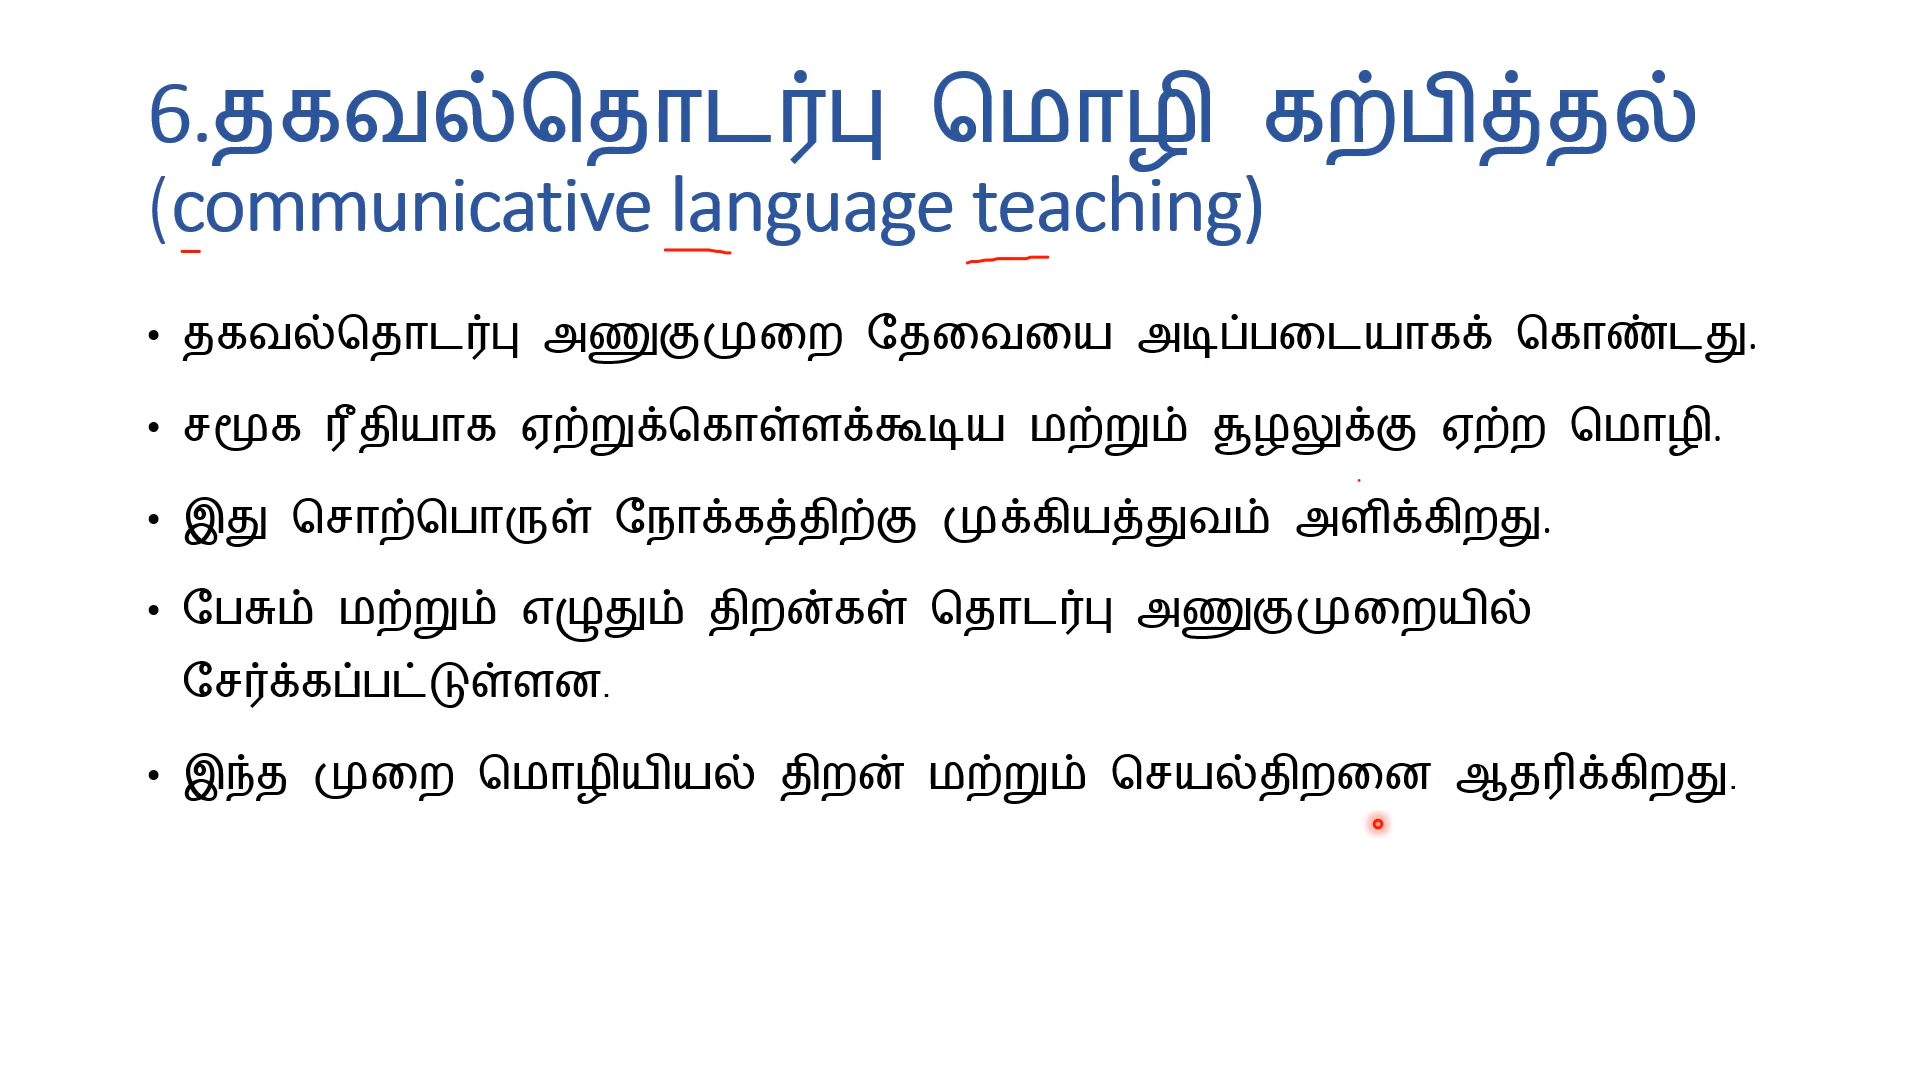 6.தகவல்தொடர்பு மொழி கற்பித்தல்
(communicative language teaching)
• தகவல்தொடர்பு அணுகுமுறை தேவையை அடிப்படையாகக் கொண்டது.
• சமூக ரீதியாக ஏற்றுக்கொள்ளக்கூடிய மற்றும் சூழலுக்கு ஏற்ற மொழி.
• இது சொற்பொருள் நோக்கத்திற்கு முக்கியத்துவம் அளிக்கிறது.
• பேசும் மற்றும் எழுதும் திறன்கள் தொடர்பு அணுகுமுறையில்
சேர்க்கப்பட்டுள்ளன.
• இந்த முறை மொழியியல் திறன் மற்றும் செயல்திறனை ஆதரிக்கிறது.